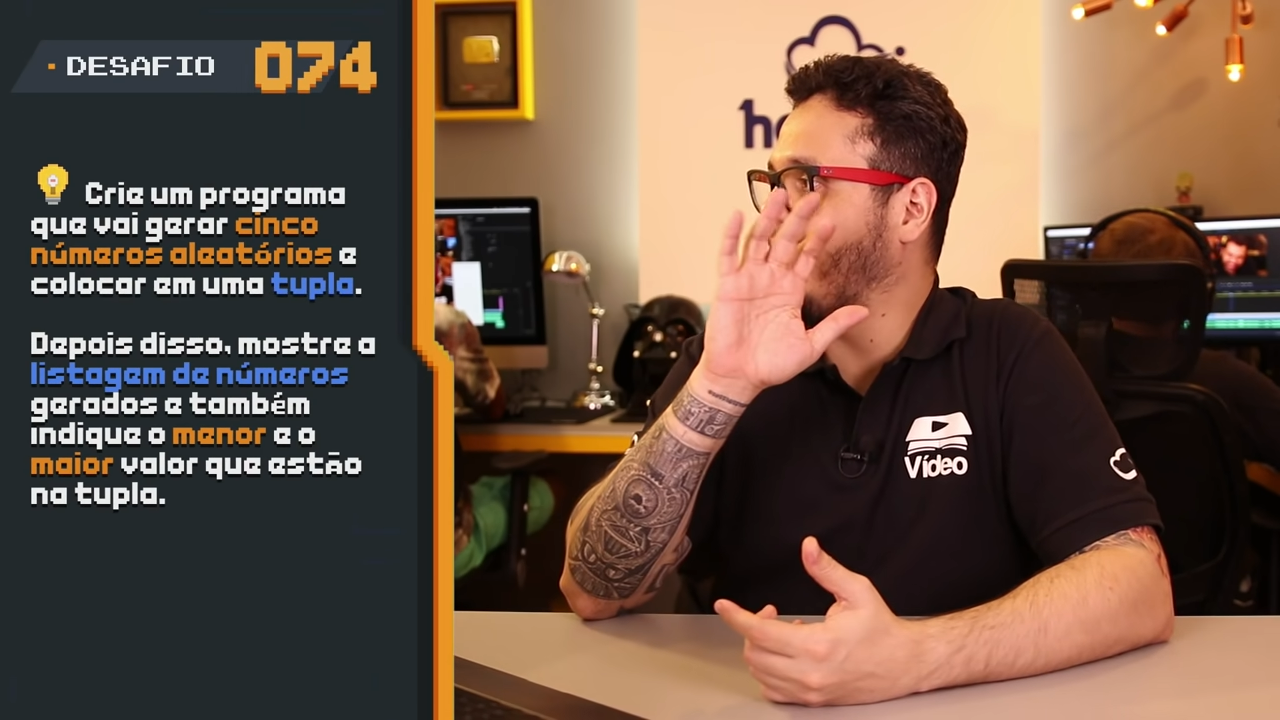 DESAFIO 074
Crie um programa
que vai gerar cinco
números aleatórios e
colocar em uma tupla.
Depois disso, mostre a
listagem de números
gerados e também
indique o menor e o
maior valor que estão
na tupla.
Vídeo